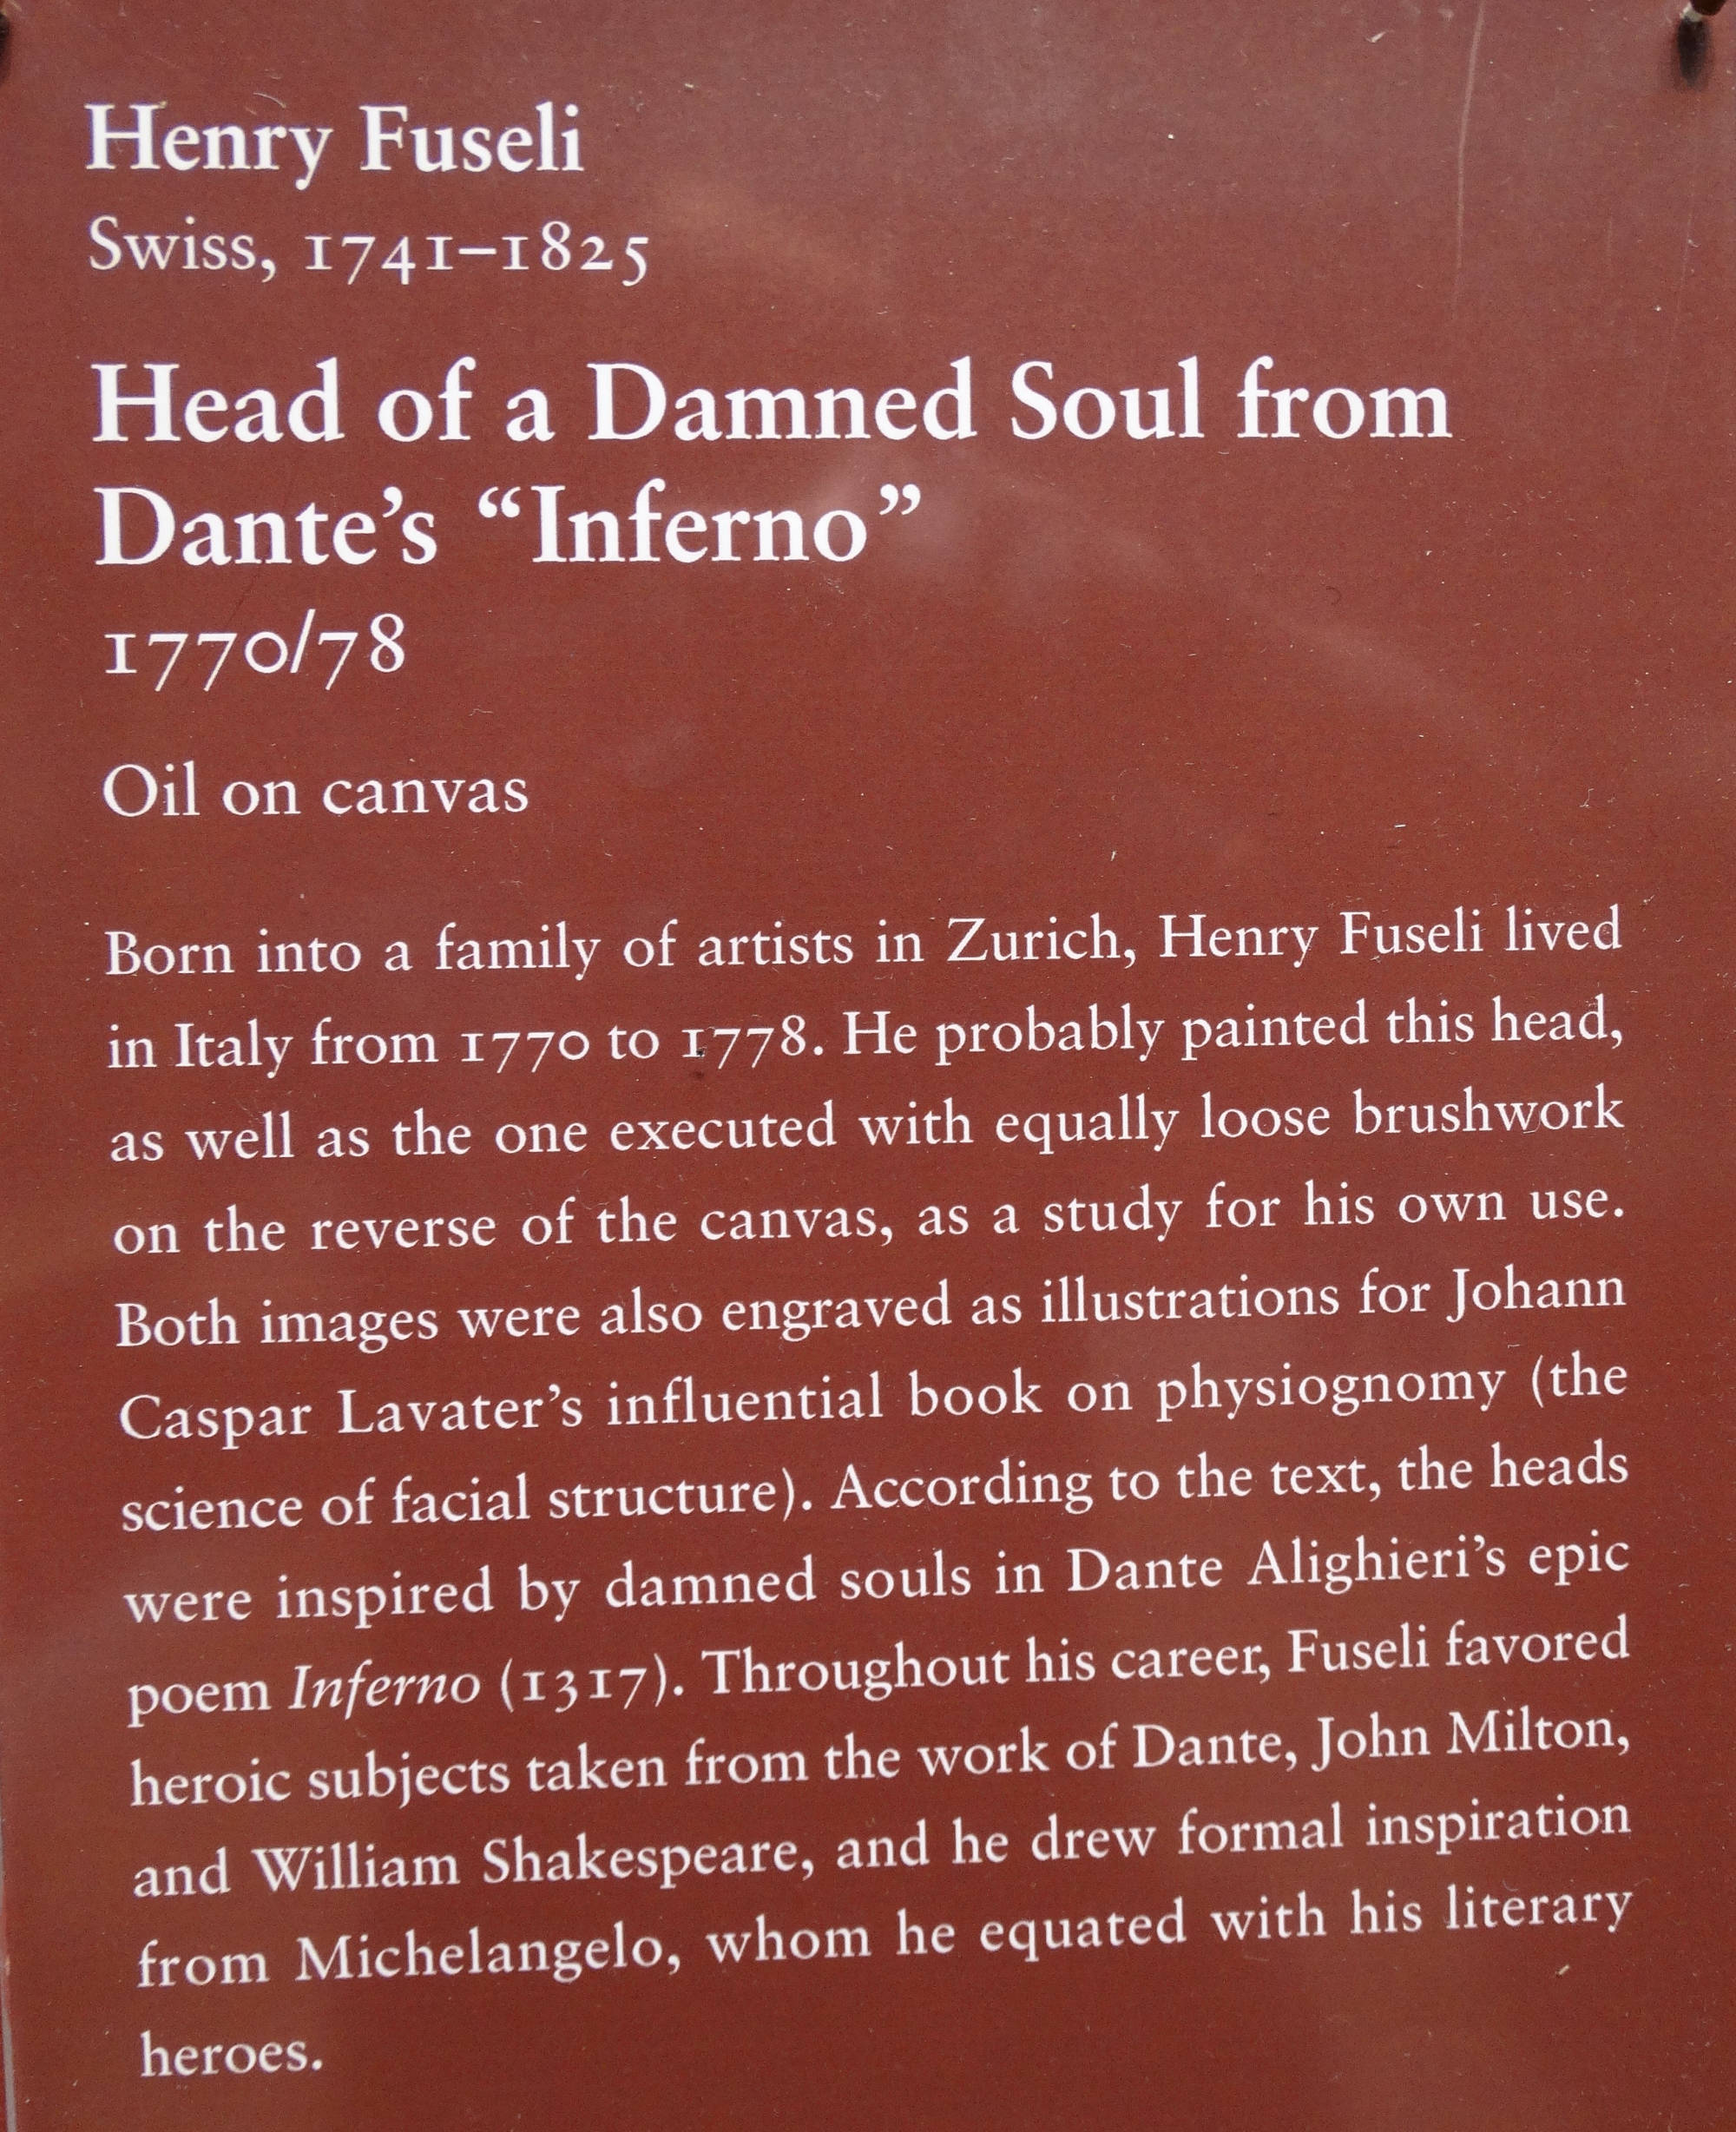 Henry Fuseli
Swiss, 1741–1825
Head of a Damned Soul from
Dante’s “Inferno”
1770/78
Oil on canvas
Born into a family of artists in Zurich, Henry Fuseli lived
in Italy from 1770 to 1778. He probably painted this head,
as well as the one executed with equally loose brushwork
on the reverse of the canvas, as a study for his own use.
Both images were also engraved as illustrations for Johann
Caspar Lavater’s influential book on physiognomy (the
science of facial structure). According to the text, the heads
were inspired by damned souls in Dante Alighieri’s epic
poem Inferno (1317). Throughout his career, Fuseli favored
heroic subjects taken from the work of Dante, John Milton,
and William Shakespeare, and he drew formal inspiration
from Michelangelo, whom he equated with his literary
heroes.